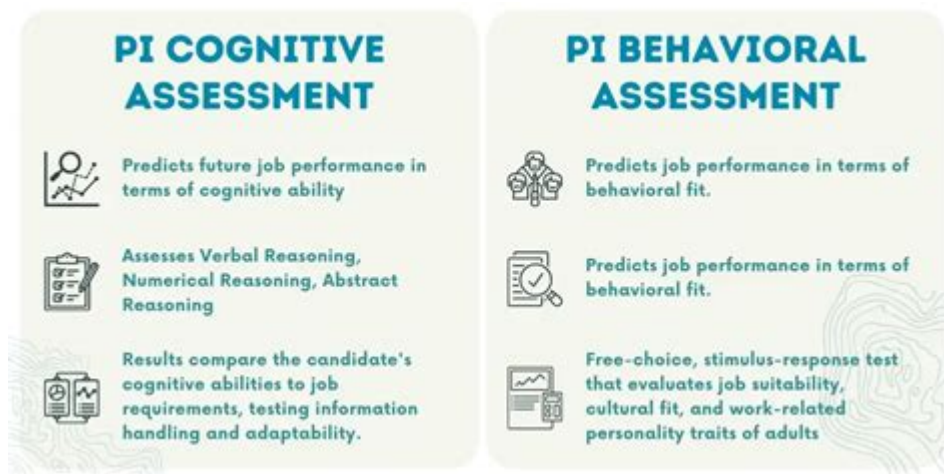 PI COGNITIVE
ASSESSMENT
Predicts future job performance in
terms of cognitive ability
Assesses Verbal Reasoning,
Numerical Reasoning, Abstract
Reasoning
Results compare the candidate's
cognitive abilities to job
requirements, testing information
handling and adaptability.
PI BEHAVIORAL
ASSESSMENT
Predicts job performance in terms of
behavioral fit.
Predicts job performance in terms of
behavioral fit.
Free-choice, stimulus-response test
that evaluates job suitability,
cultural fit, and work-related
personality traits of adults